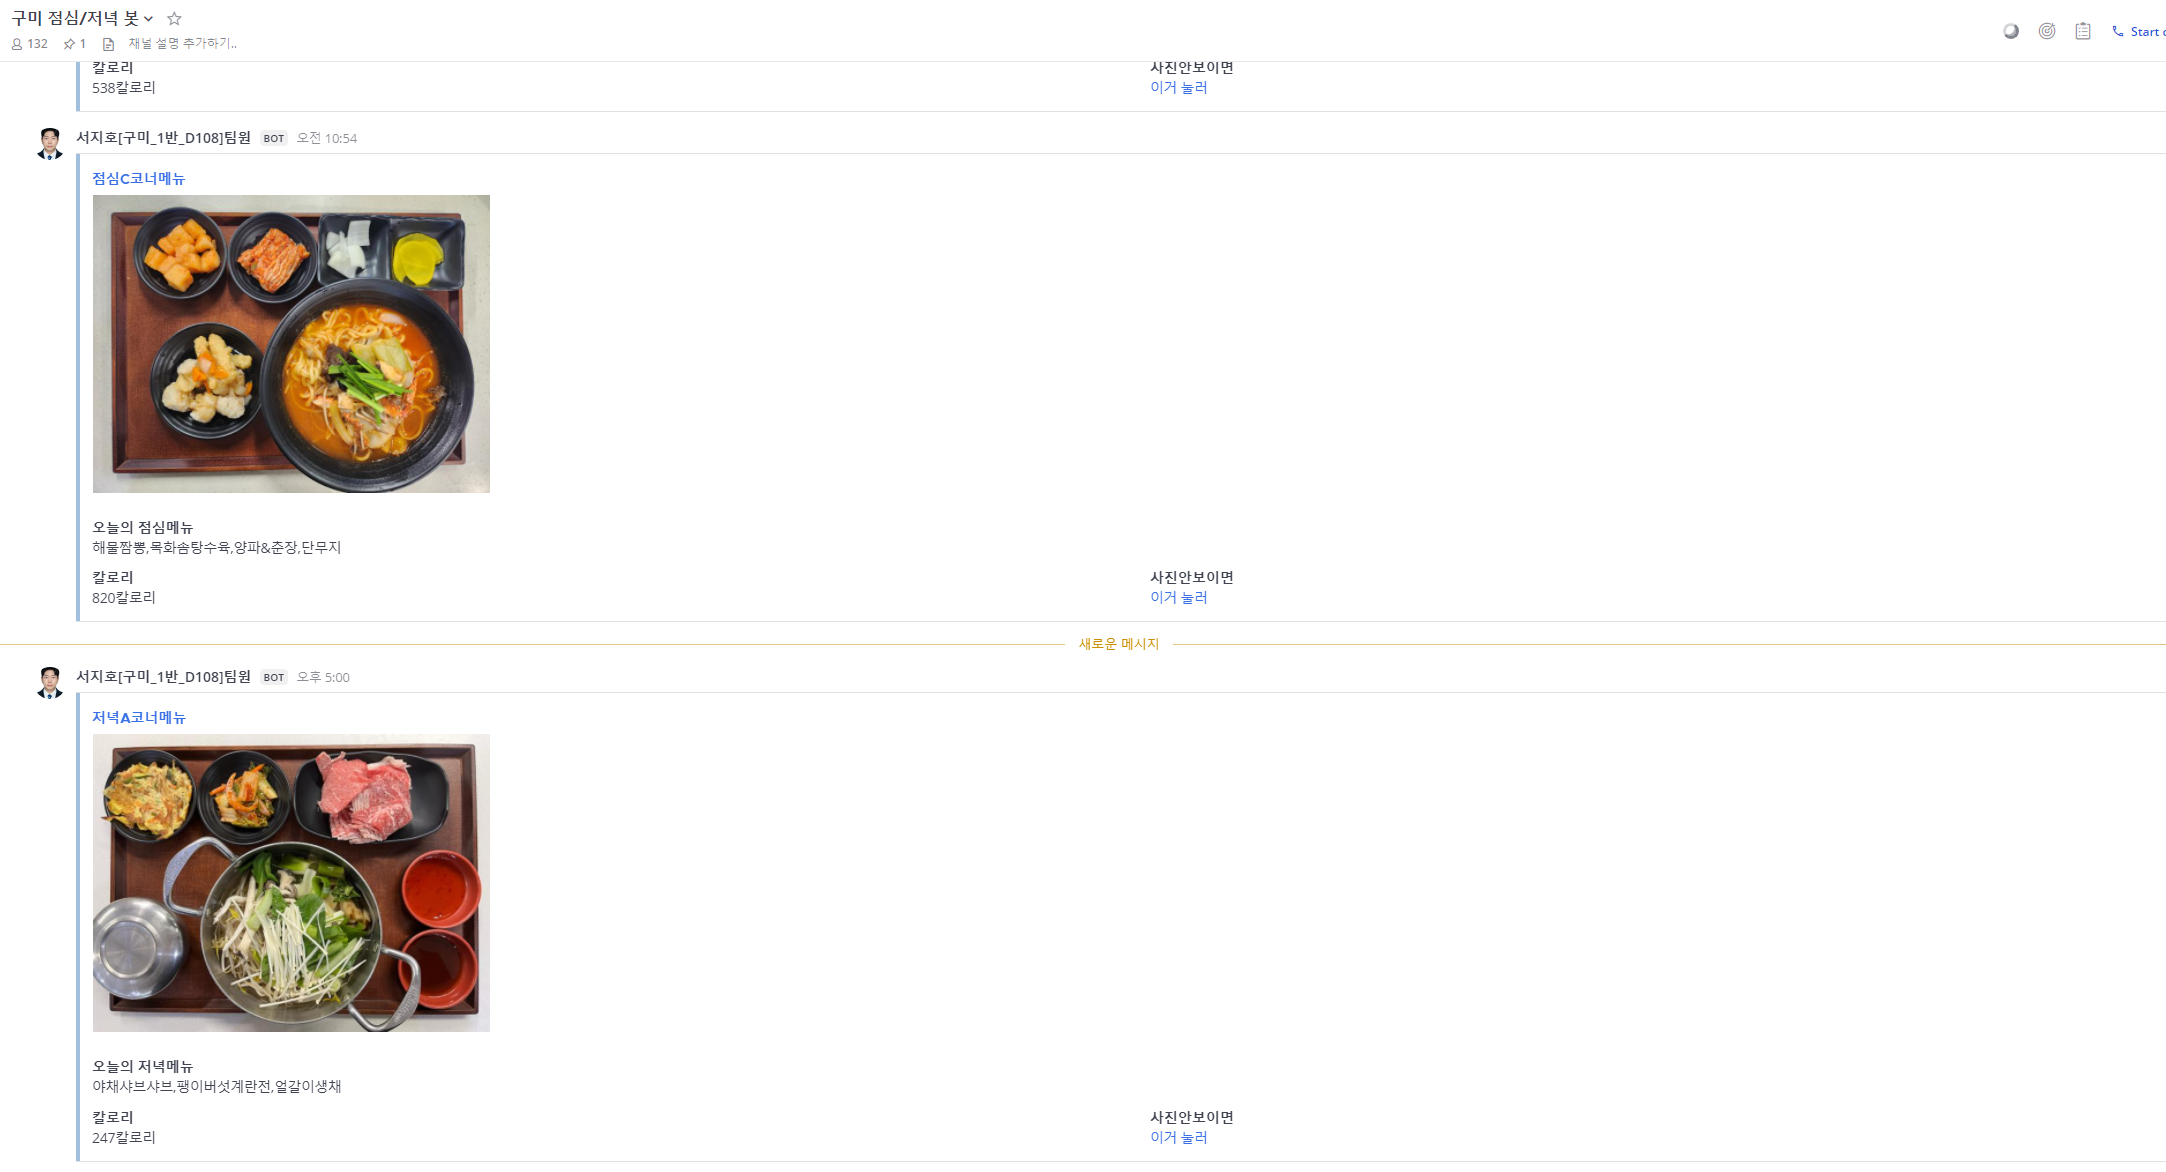 구미 점심/저녁 봇
132 1 채널 설명 추가하기..
Start
칼로리 사진안보이면
538칼로리 이거 눌러
서지호[구미_1반_D108]팀원 BOT 오전 10:54
점심C코너메뉴
오늘의 점심메뉴
해물짬뽕,목화솜탕수육,양파&춘장,단무지
칼로리 사진안보이면
820칼로리 이거 눌러
새로운 메시지
서지호[구미_1반_D108]팀원 BOT 오후 5:00
저녁A코너메뉴
오늘의 저녁메뉴
야채샤브샤브,팽이버섯계란전,얼갈이생채
칼로리 사진안보이면
247칼로리 이거 눌러